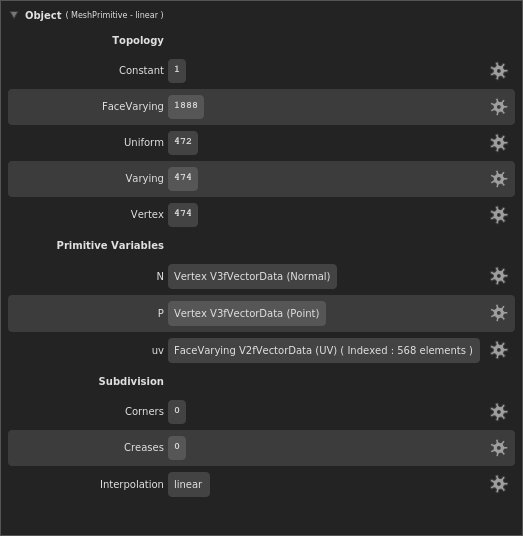 Object ( MeshPrimitive - linear )
Topology
Constant 1
FaceVarying 1888
Uniform 472
Varying 474
Vertex 474
Primitive Variables
N Vertex V3fVectorData (Normal)
P Vertex V3fVectorData (Point)
uv FaceVarying V2fVectorData (UV) ( Indexed : 568 elements )
Subdivision
Corners 0
Creases 0
Interpolation linear